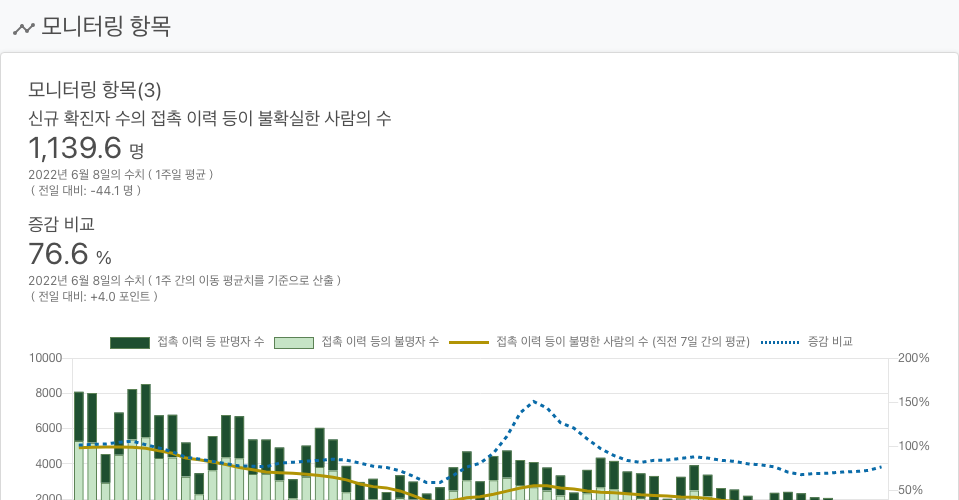 모니터링 항목
모니터링 항목(3)
신규 확진자 수의 접촉 이력 등이 불확실한 사람의 수
1,139.6 명
2022년 6월 8일의 수치 ( 1주일 평균 )
( 전일 대비: -44.1 명 )
증감 비교
76.6 %
2022년 6월 8일의 수치 ( 1주 간의 이동 평균치를 기준으로 산출 )
( 전일 대비: +4.0 포인트 )
접촉 이력 등 판명자 수 접촉 이력 등의 불명자 수 접촉 이력 등이 불명한 사람의 수 (직전 7일 간의 평균) 증감 비교
10000 200%
8000
150%
6000
100%
4000
50%
2000